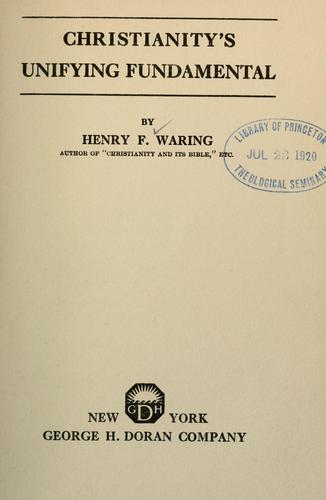 CHRISTIANITY'S
UNIFYING FUNDAMENTAL
BY
HENRY F. WARING
AUTHOR OF "CHRISTIANITY AND ITS BIBLE," ETC.
LIBRARY OF PRINCETON
JUL 22 1920
THEOLOGICAL SEMINARY
GDH
NEW YORK
GEORGE H. DORAN COMPANY